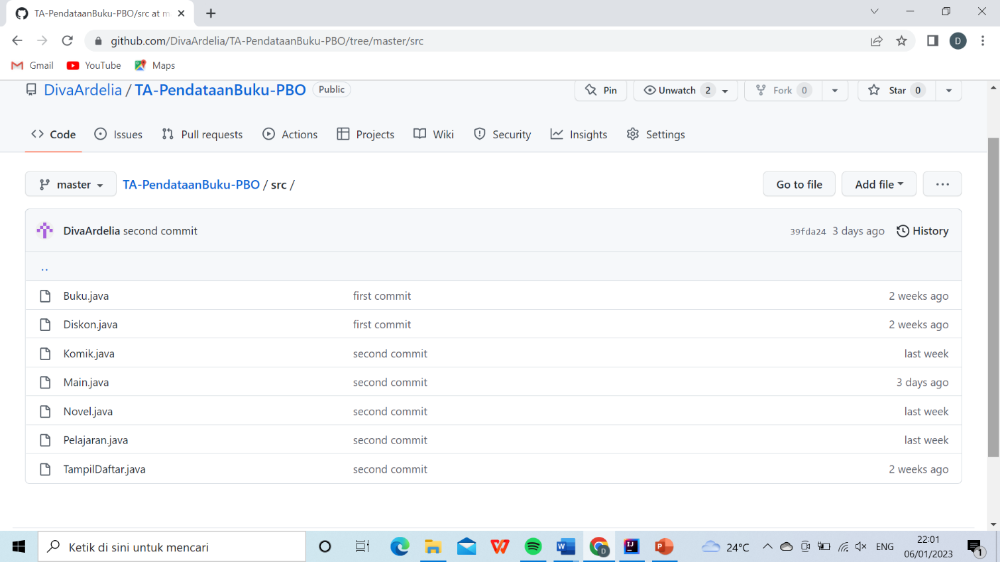 TA-PendataanBuku-PBO/src at m
github.com/DivaArdelia/TA-PendataanBuku-PBO/tree/master/src
D
Gmail YouTube Maps
DivaArdelia / TA-PendataanBuku-PBO Public
Pin Unwatch 2 Fork 0 Star 0
Code Issues Pull requests Actions Projects Wiki Security Insights Settings
master TA-PendataanBuku-PBO / src / Go to file Add file ...
DivaArdelia second commit 39fda24 3 days ago History
..
Buku.java first commit 2 weeks ago
Diskon.java first commit 2 weeks ago
Komik.java second commit last week
Main.java second commit 3 days ago
Novel.java second commit last week
Pelajaran.java second commit last week
TampilDaftar.java second commit 2 weeks ago
Ketik di sini untuk mencari
24°C ENG
22:01
06/01/2023
1